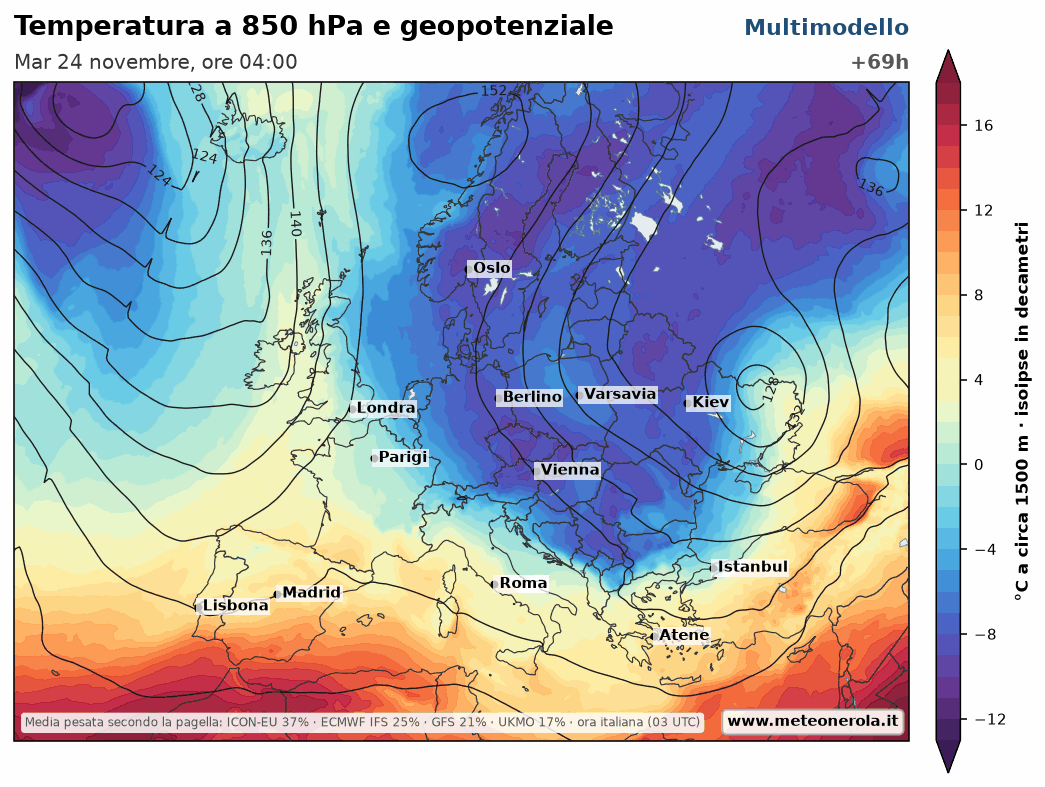 Temperatura a 850 hPa e geopotenziale
Multimodello
Mar 24 novembre, ore 04:00
+69h
152
128
124
124
136
140
136
Oslo
Berlino
Varsavia
Kiev
128
132
Londra
Parigi
Vienna
Istanbul
Roma
Madrid
Lisbona
Atene
Media pesata secondo la pagella: ICON-EU 37% · ECMWF IFS 25% · GFS 21% · UKMO 17% · ora italiana (03 UTC)
www.meteonerola.it
16
12
8
4
0
−4
−8
−12
°C a circa 1500 m · isoipse in decametri